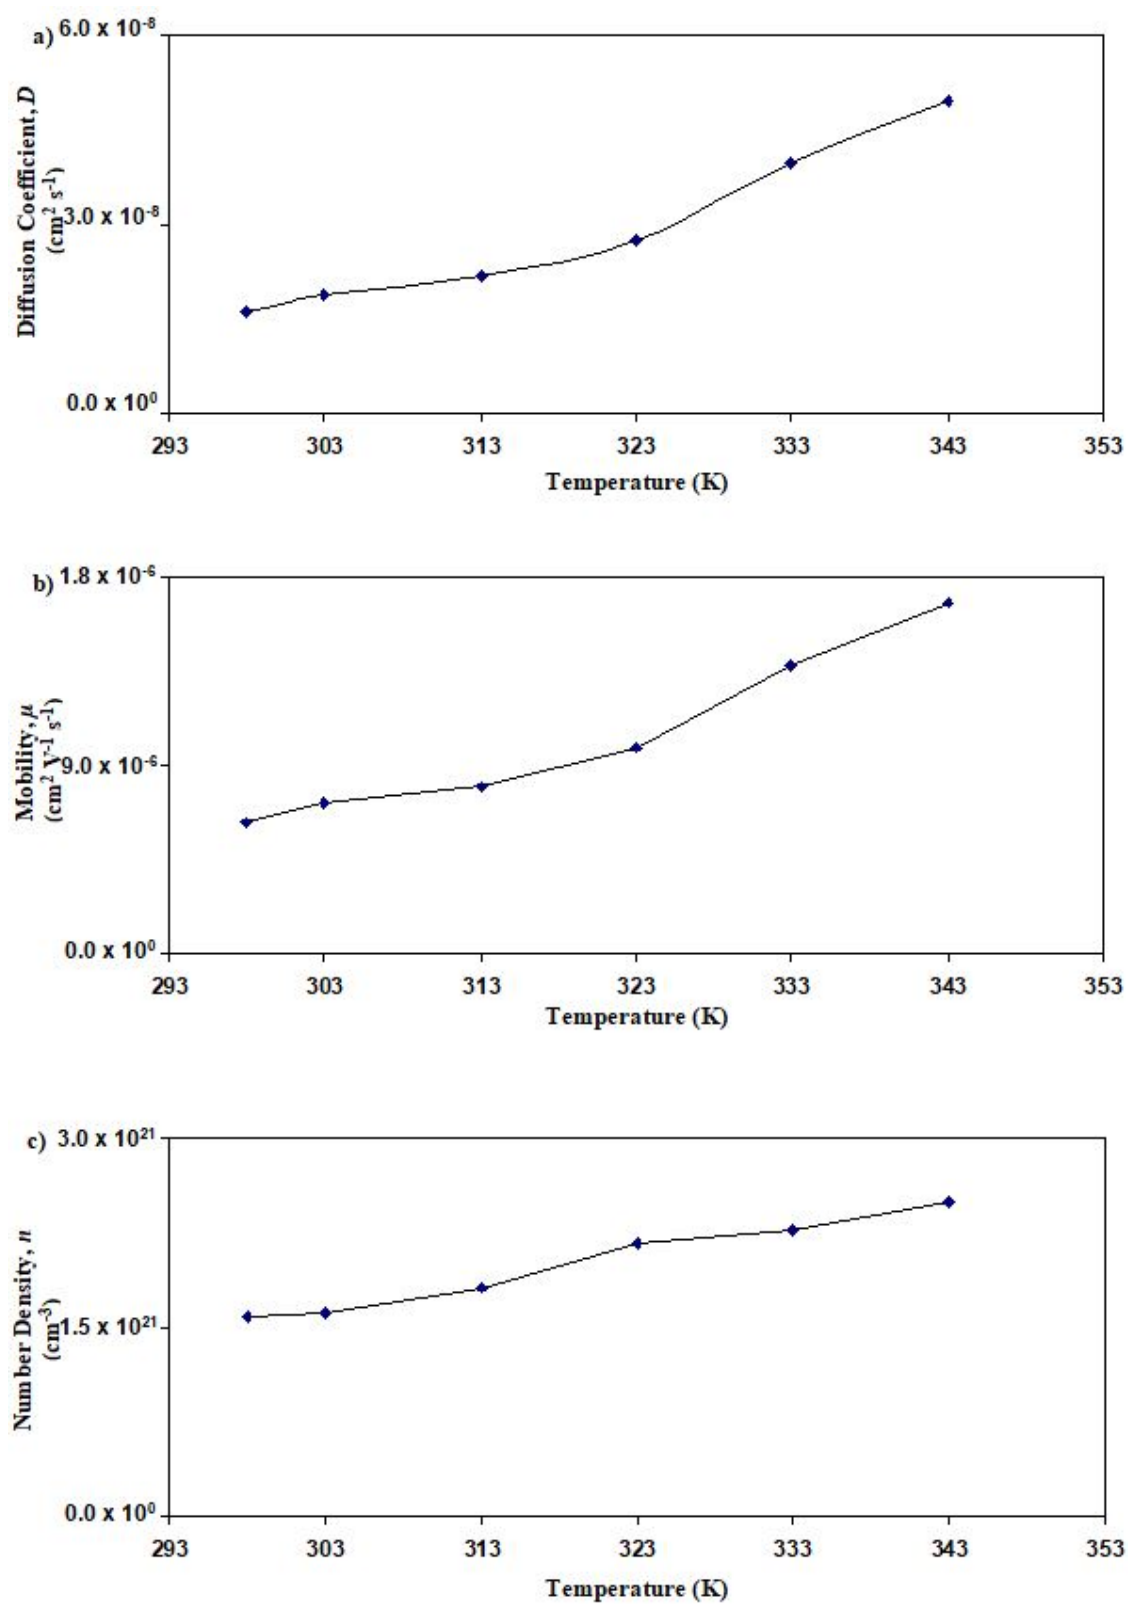 a) 6.0 x 10⁻⁸
Diffusion Coefficient, D
(cm² s⁻¹)
3.0 x 10⁻⁸
0.0 x 10⁰
293 303 313 323 333 343 353
Temperature (K)
b) 1.8 x 10⁻⁶
Mobility, μ
(cm² V⁻¹ s⁻¹)
9.0 x 10⁻⁶
0.0 x 10⁰
293 303 313 323 333 343 353
Temperature (K)
c) 3.0 x 10²¹
Number Density, n
(cm⁻³)
1.5 x 10²¹
0.0 x 10⁰
293 303 313 323 333 343 353
Temperature (K)